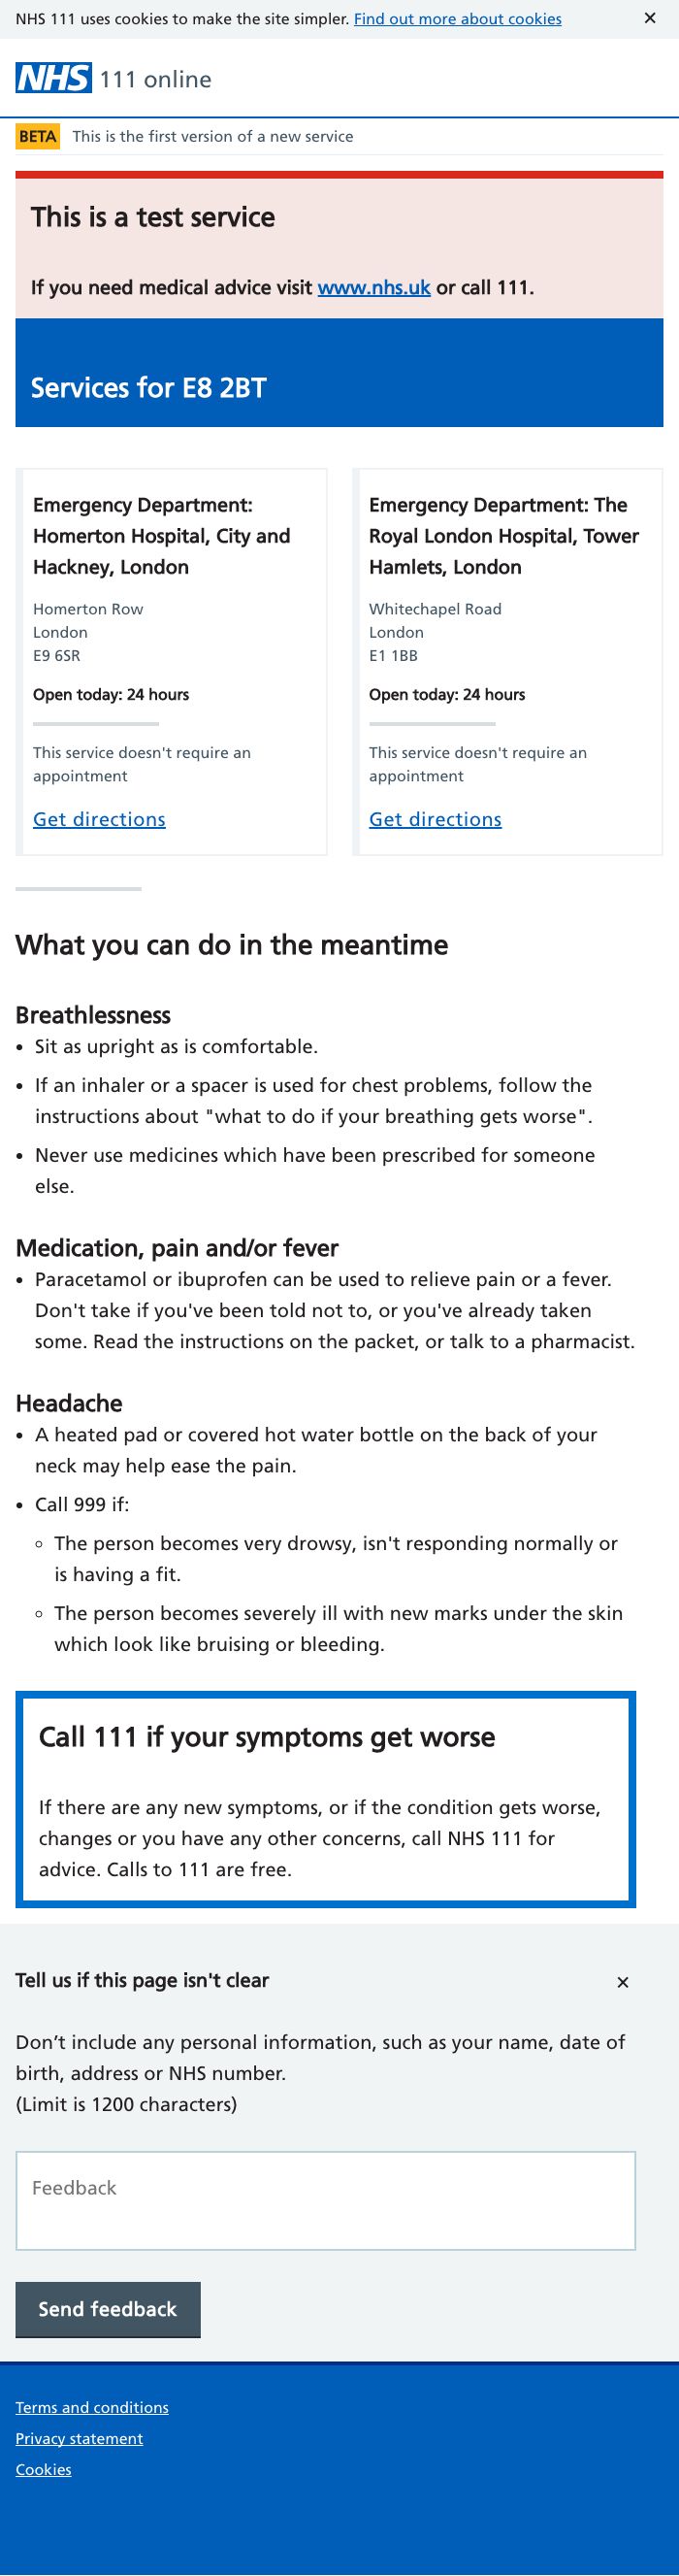 NHS 111 uses cookies to make the site simpler. Find out more about cookies ✕
NHS 111 online
BETA This is the first version of a new service
This is a test service
If you need medical advice visit www.nhs.uk or call 111.
Services for E8 2BT
Emergency Department:
Homerton Hospital, City and
Hackney, London
Homerton Row
London
E9 6SR
Open today: 24 hours
This service doesn't require an
appointment
Get directions
Emergency Department: The
Royal London Hospital, Tower
Hamlets, London
Whitechapel Road
London
E1 1BB
Open today: 24 hours
This service doesn't require an
appointment
Get directions
What you can do in the meantime
Breathlessness
• Sit as upright as is comfortable.
• If an inhaler or a spacer is used for chest problems, follow the
instructions about "what to do if your breathing gets worse".
• Never use medicines which have been prescribed for someone
else.
Medication, pain and/or fever
• Paracetamol or ibuprofen can be used to relieve pain or a fever.
Don't take if you've been told not to, or you've already taken
some. Read the instructions on the packet, or talk to a pharmacist.
Headache
• A heated pad or covered hot water bottle on the back of your
neck may help ease the pain.
• Call 999 if:
◦ The person becomes very drowsy, isn't responding normally or
is having a fit.
◦ The person becomes severely ill with new marks under the skin
which look like bruising or bleeding.
Call 111 if your symptoms get worse
If there are any new symptoms, or if the condition gets worse,
changes or you have any other concerns, call NHS 111 for
advice. Calls to 111 are free.
Tell us if this page isn't clear ✕
Don’t include any personal information, such as your name, date of
birth, address or NHS number.
(Limit is 1200 characters)
Feedback
Send feedback
Terms and conditions
Privacy statement
Cookies